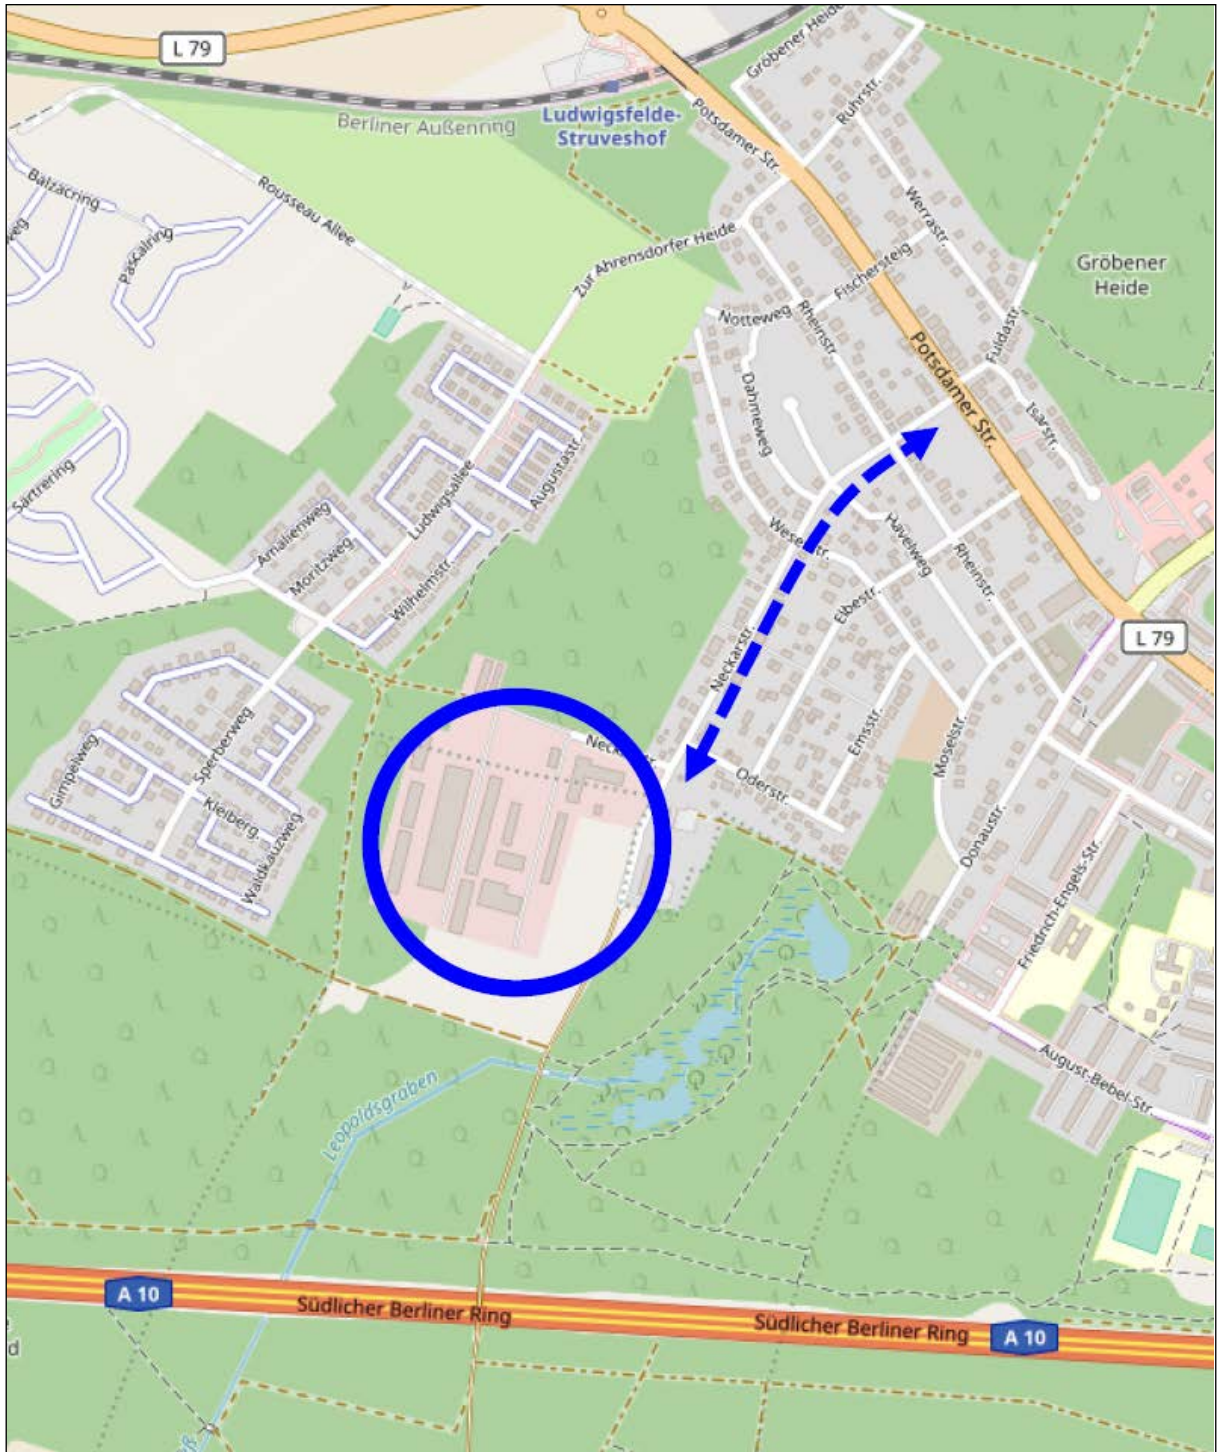 L 79
Gröbener Heide
Ruhrstr.
Berliner Außenring
Ludwigsfelde-
Struveshof
Potsdamer Str.
Balzacring
Rousseau Allee
Werrastr.
weg
Pascalring
Zur Ahrensdorfer Heide
Fischersteig
Gröbener
Heide
Notteweg
Rheinstr.
Fuldastr.
Potsdamer Str.
Dahmeweg
Isarstr.
Sartrering
Ludwigsallee
Augustastr.
Amalienweg
Moritzweg
Wilhelmstr.
Havelweg
Rheinstr.
Elbestr.
L 79
Neckarstr.
Sperberweg
Gimpelweg
Emsstr.
Moselstr.
Oderstr.
Kleiberg.
Waldkauzweg
Donaustr.
Friedrich-Engels-Str.
August-Bebel-Str.
Leopoldsgraben
A 10
Südlicher Berliner Ring
Südlicher Berliner Ring
A 10
d